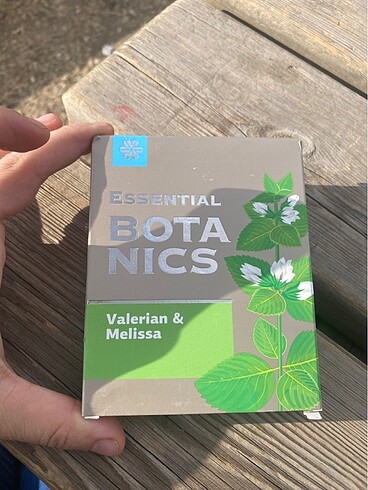 ESSENTIAL
BOTA
NICS
Valerian &
Melissa